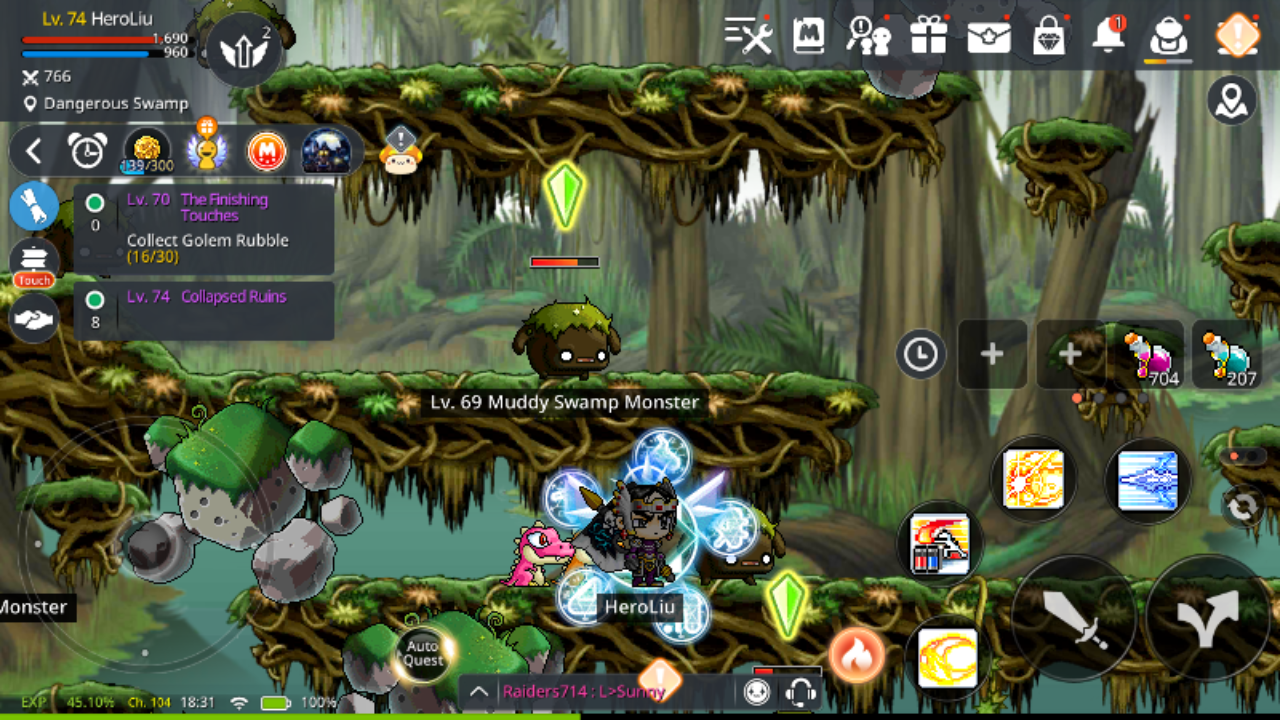 Lv. 74 HeroLiu
1,690
960
2
766
Dangerous Swamp
139/300
M
M
1
Lv. 70 The Finishing
Touches
0
Collect Golem Rubble
(16/30)
Touch
Lv. 74 Collapsed Ruins
8
704
207
Lv. 69 Muddy Swamp Monster
Monster
HeroLiu
Auto
Quest
Raiders714 : L>Sunny
EXP 45.10% Ch. 104 18:31 100%